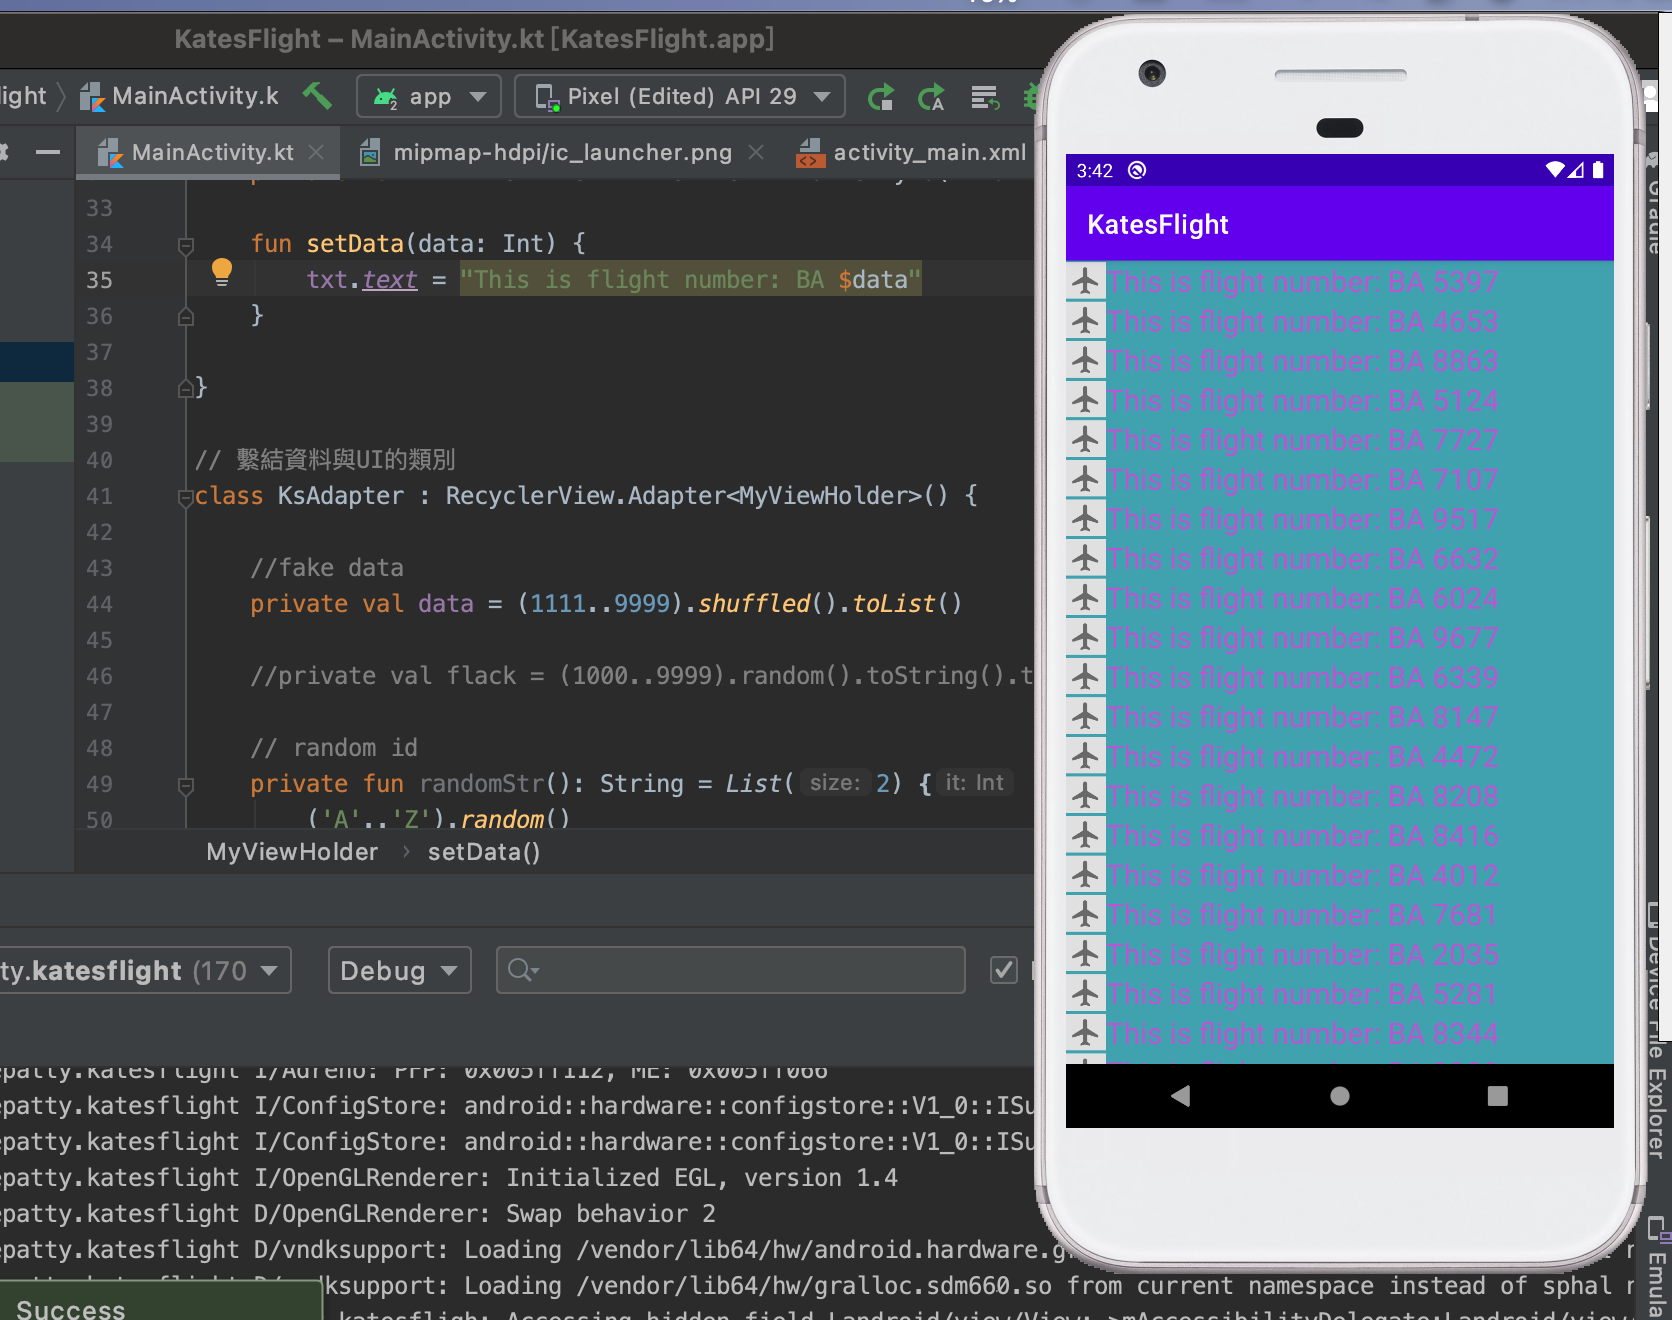 KatesFlight – MainActivity.kt [KatesFlight.app]
MainActivity.k
app
Pixel (Edited) API 29
MainActivity.kt
mipmap-hdpi/ic_launcher.png
activity_main.xml
33
34 fun setData(data: Int) {
35 txt.text = "This is flight number: BA $data"
36 }
37
38 }
39
40 // 繫結資料與UI的類別
41 class KsAdapter : RecyclerView.Adapter<MyViewHolder>() {
42
43 //fake data
44 private val data = (1111..9999).shuffled().toList()
45
46 //private val flack = (1000..9999).random().toString().t
47
48 // random id
49 private fun randomStr(): String = List( size: 2) { it: Int
50 ('A'..'Z').random()
MyViewHolder › setData()
ty.katesflight (170
Debug
epatty.katesflight I/Adreno: PFP: 0x005ff112, ME: 0x005ff066
epatty.katesflight I/ConfigStore: android::hardware::configstore::V1_0::ISu
epatty.katesflight I/ConfigStore: android::hardware::configstore::V1_0::ISu
epatty.katesflight I/OpenGLRenderer: Initialized EGL, version 1.4
epatty.katesflight D/OpenGLRenderer: Swap behavior 2
epatty.katesflight D/vndksupport: Loading /vendor/lib64/hw/android.hardware.g
ksupport: Loading /vendor/lib64/hw/gralloc.sdm660.so from current namespace instead of sphal
Success
3:42
KatesFlight
This is flight number: BA 5397
This is flight number: BA 4653
This is flight number: BA 8863
This is flight number: BA 5124
This is flight number: BA 7727
This is flight number: BA 7107
This is flight number: BA 9517
This is flight number: BA 6632
This is flight number: BA 6024
This is flight number: BA 9677
This is flight number: BA 6339
This is flight number: BA 8147
This is flight number: BA 4472
This is flight number: BA 8208
This is flight number: BA 8416
This is flight number: BA 4012
This is flight number: BA 7681
This is flight number: BA 2035
This is flight number: BA 5281
This is flight number: BA 8344
Gradle
Device File Explorer
Emula